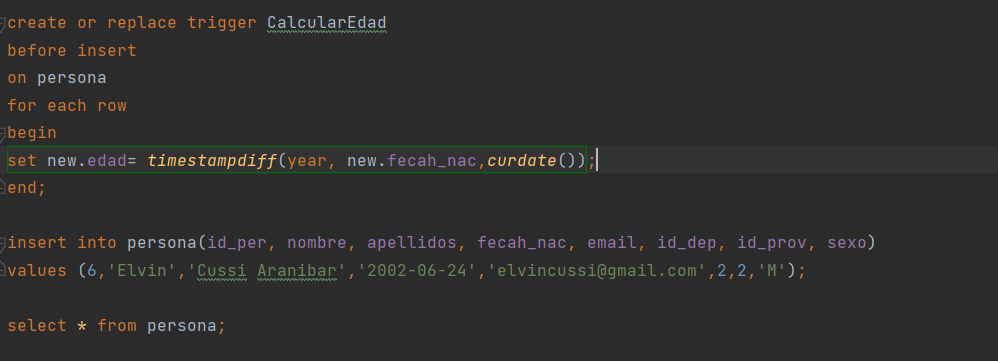 create or replace trigger CalcularEdad
before insert
on persona
for each row
begin
set new.edad= timestampdiff(year, new.fecah_nac,curdate());
end;
insert into persona(id_per, nombre, apellidos, fecah_nac, email, id_dep, id_prov, sexo)
values (6,'Elvin','Cussi Aranibar','2002-06-24','elvincussi@gmail.com',2,2,'M');
select * from persona;